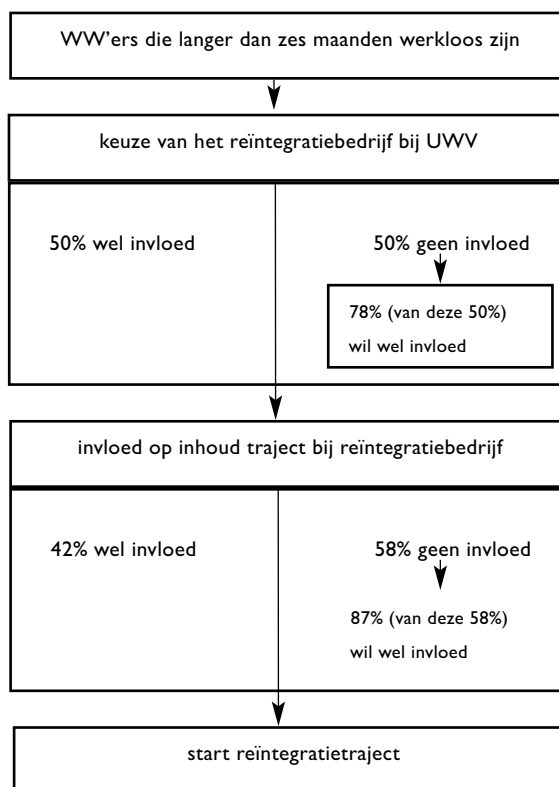 WW'ers die langer dan zes maanden werkloos zijn
keuze van het reïntegratiebedrijf bij UWV
50% wel invloed
50% geen invloed
78% (van deze 50%)
wil wel invloed
invloed op inhoud traject bij reïntegratiebedrijf
42% wel invloed
58% geen invloed
87% (van deze 58%)
wil wel invloed
start reïntegratietraject